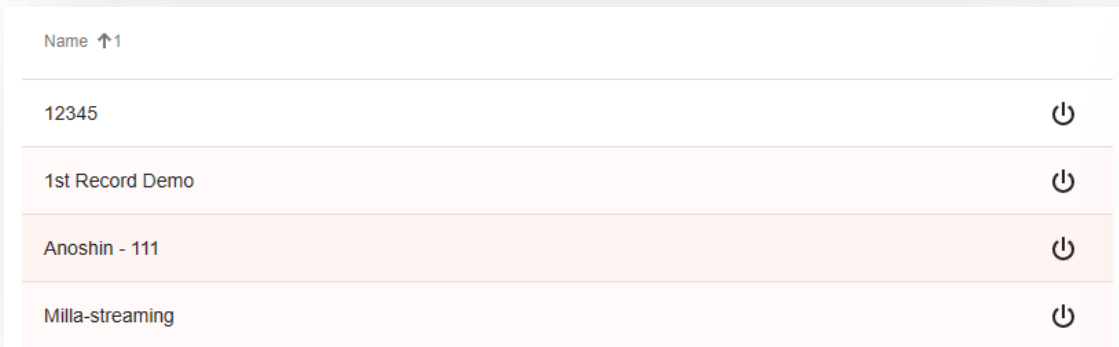 Name ↑1
12345
1st Record Demo
Anoshin - 111
Milla-streaming